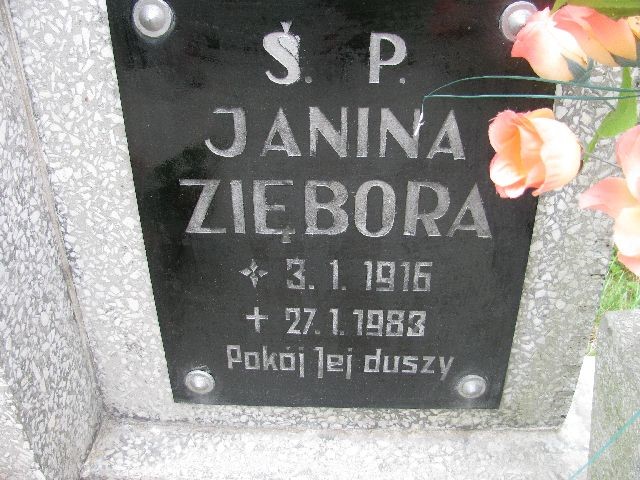 Ś. P.
JANINA
ZIĘBORA
3. 1. 1916
+ 27. 1. 1983
Pokój Jej duszy